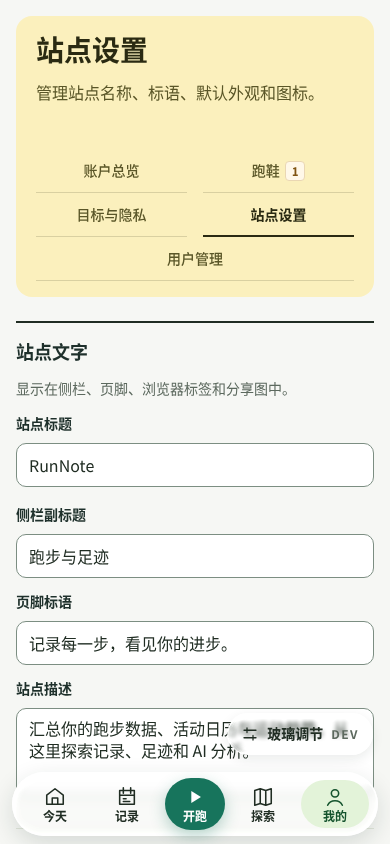 站点设置
管理站点名称、标语、默认外观和图标。
账户总览
跑鞋 1
目标与隐私
站点设置
用户管理
站点文字
显示在侧栏、页脚、浏览器标签和分享图中。
站点标题
RunNote
侧栏副标题
跑步与足迹
页脚标语
记录每一步，看见你的进步。
站点描述
汇总你的跑步数据、活动日历
这里探索记录、足迹和 AI 分析。
玻璃调节 DEV
今天
记录
开跑
探索
我的